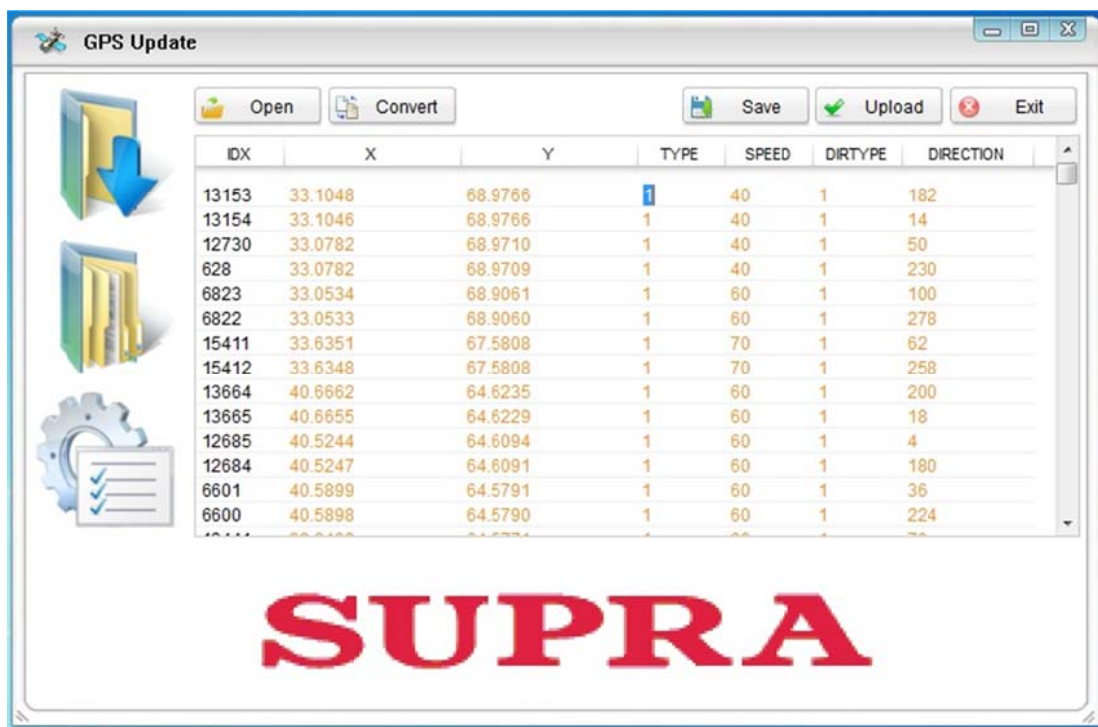 GPS Update
Open Convert Save Upload Exit
IDX X Y TYPE SPEED DIRTYPE DIRECTION
13153 33.1048 68.9766 1 40 1 182
13154 33.1046 68.9766 1 40 1 14
12730 33.0782 68.9710 1 40 1 50
628 33.0782 68.9709 1 40 1 230
6823 33.0534 68.9061 1 60 1 100
6822 33.0533 68.9060 1 60 1 278
15411 33.6351 67.5808 1 70 1 62
15412 33.6348 67.5808 1 70 1 258
13664 40.6662 64.6235 1 60 1 200
13665 40.6655 64.6229 1 60 1 18
12685 40.5244 64.6094 1 60 1 4
12684 40.5247 64.6091 1 60 1 180
6601 40.5899 64.5791 1 60 1 36
6600 40.5898 64.5790 1 60 1 224
SUPRA